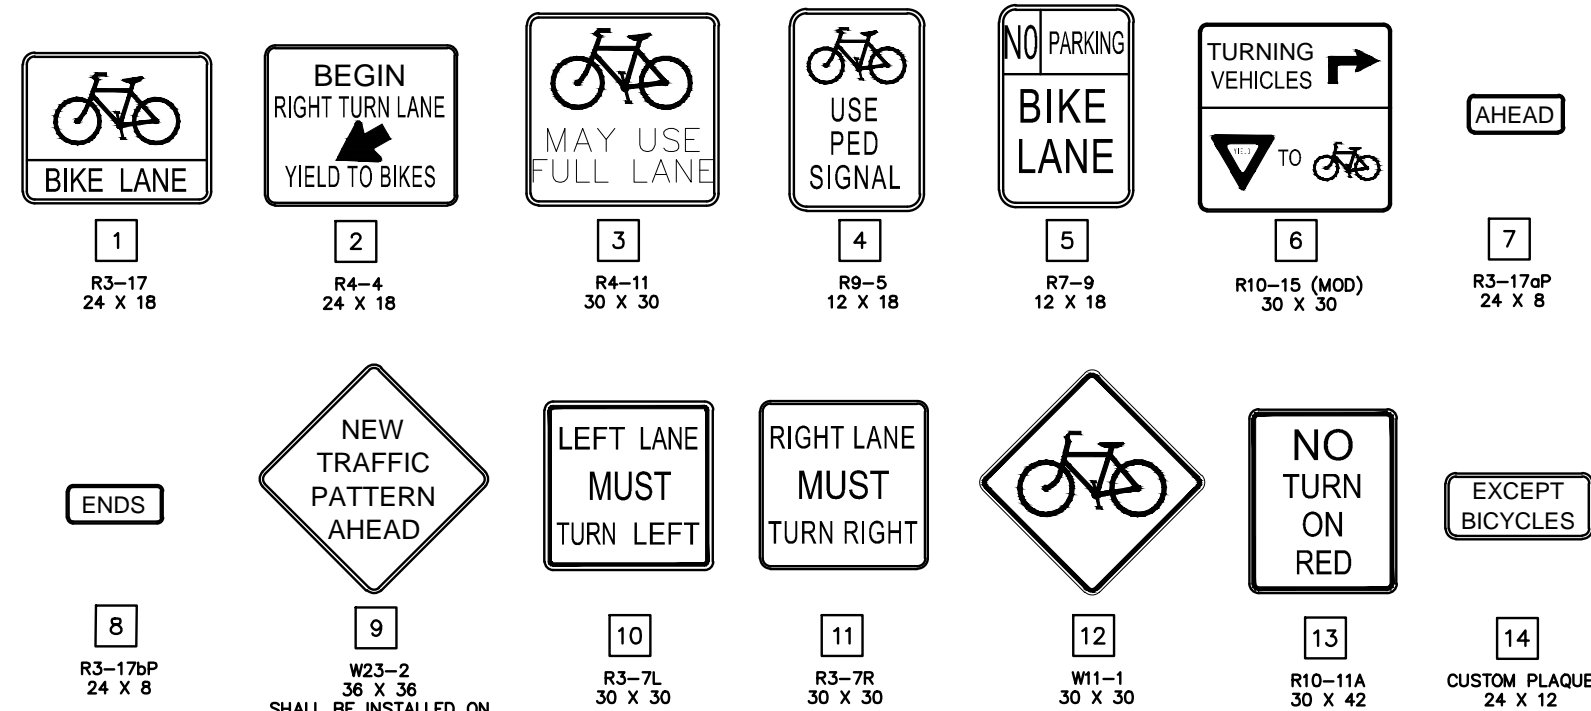 BIKE LANE
1
R3-17
24 X 18
BEGIN
RIGHT TURN LANE
YIELD TO BIKES
2
R4-4
24 X 18
MAY USE
FULL LANE
3
R4-11
30 X 30
USE
PED
SIGNAL
4
R9-5
12 X 18
NO PARKING
BIKE
LANE
5
R7-9
12 X 18
TURNING
VEHICLES
YIELD
TO
6
R10-15 (MOD)
30 X 30
AHEAD
7
R3-17aP
24 X 8
ENDS
8
R3-17bP
24 X 8
NEW
TRAFFIC
PATTERN
AHEAD
9
W23-2
36 X 36
SHALL BE INSTALLED ON
LEFT LANE
MUST
TURN LEFT
10
R3-7L
30 X 30
RIGHT LANE
MUST
TURN RIGHT
11
R3-7R
30 X 30
12
W11-1
30 X 30
NO
TURN
ON
RED
13
R10-11A
30 X 42
EXCEPT
BICYCLES
14
CUSTOM PLAQUE
24 X 12